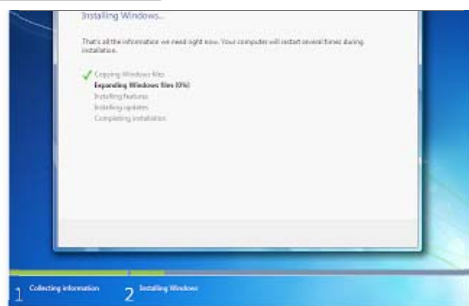 Installing Windows...
That's all the information we need right now. Your computer will restart several times during
installation.
Copying Windows files
Expanding Windows files (0%)
Installing features
Installing updates
Completing installation
1 Collecting information
2 Installing Windows